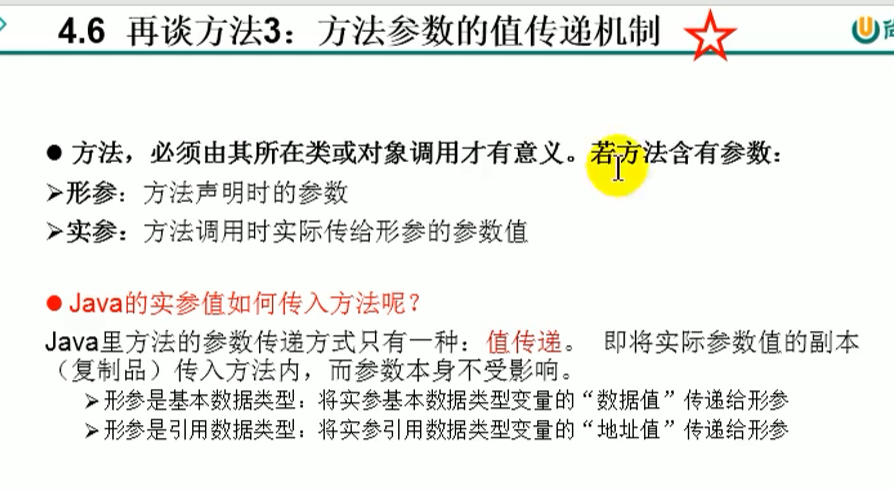 4.6 再谈方法3：方法参数的值传递机制
● 方法，必须由其所在类或对象调用才有意义。若方法含有参数：
➢形参：方法声明时的参数
➢实参：方法调用时实际传给形参的参数值
● Java的实参值如何传入方法呢？
Java里方法的参数传递方式只有一种：值传递。 即将实际参数值的副本
（复制品）传入方法内，而参数本身不受影响。
➢形参是基本数据类型：将实参基本数据类型变量的“数据值”传递给形参
➢形参是引用数据类型：将实参引用数据类型变量的“地址值”传递给形参